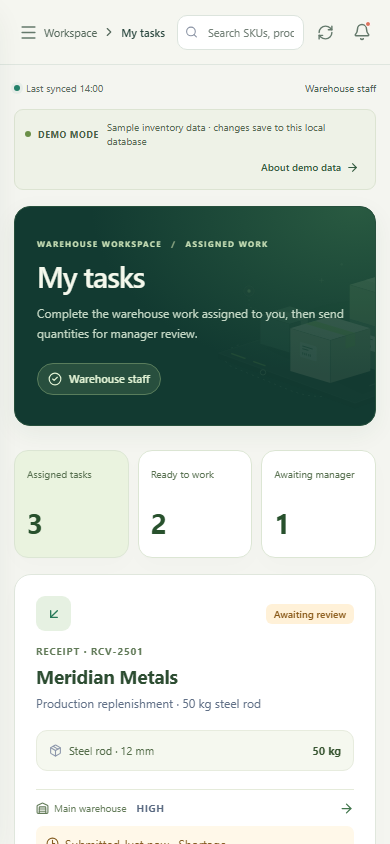 Workspace > My tasks Search SKUs, proc
Last synced 14:00 Warehouse staff
DEMO MODE Sample inventory data · changes save to this local
database
About demo data →
WAREHOUSE WORKSPACE / ASSIGNED WORK
My tasks
Complete the warehouse work assigned to you, then send
quantities for manager review.
Warehouse staff
Assigned tasks Ready to work Awaiting manager
3 2 1
Awaiting review
RECEIPT · RCV-2501
Meridian Metals
Production replenishment · 50 kg steel rod
Steel rod · 12 mm 50 kg
Main warehouse HIGH →
Submitted Just now · Shortage